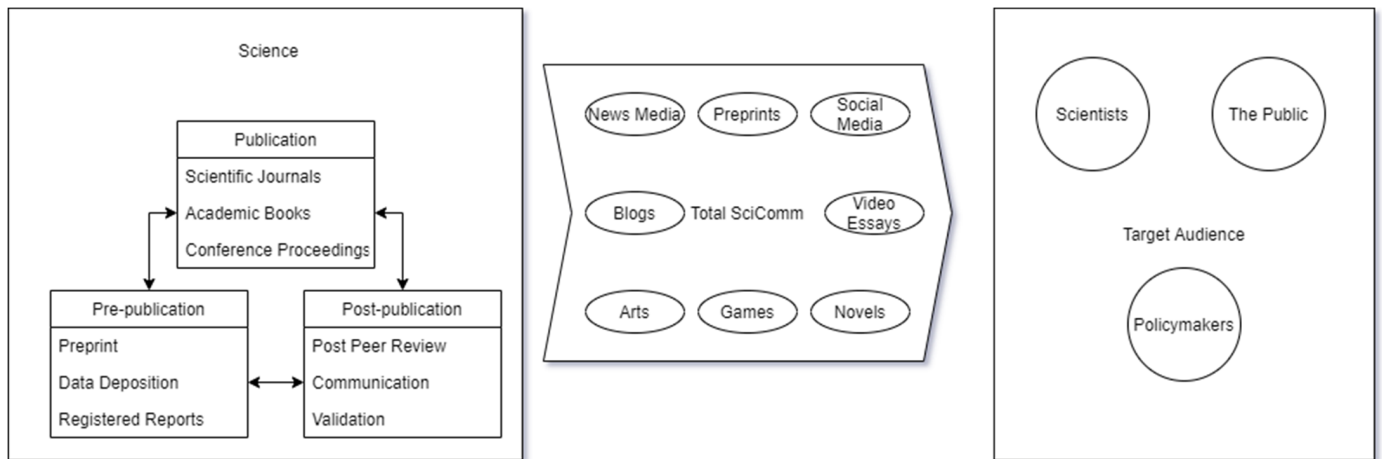 Science
Publication
Scientific Journals
Academic Books
Conference Proceedings
Pre-publication
Preprint
Data Deposition
Registered Reports
Post-publication
Post Peer Review
Communication
Validation
News Media
Preprints
Social
Media
Blogs
Total SciComm
Video
Essays
Arts
Games
Novels
Scientists
The Public
Target Audience
Policymakers